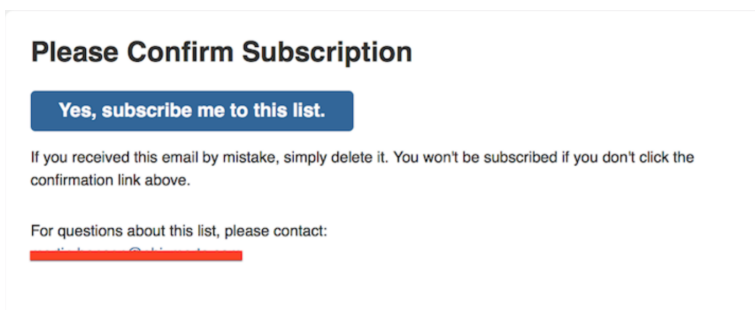 Please Confirm Subscription
Yes, subscribe me to this list.
If you received this email by mistake, simply delete it. You won't be subscribed if you don't click the
confirmation link above.
For questions about this list, please contact: